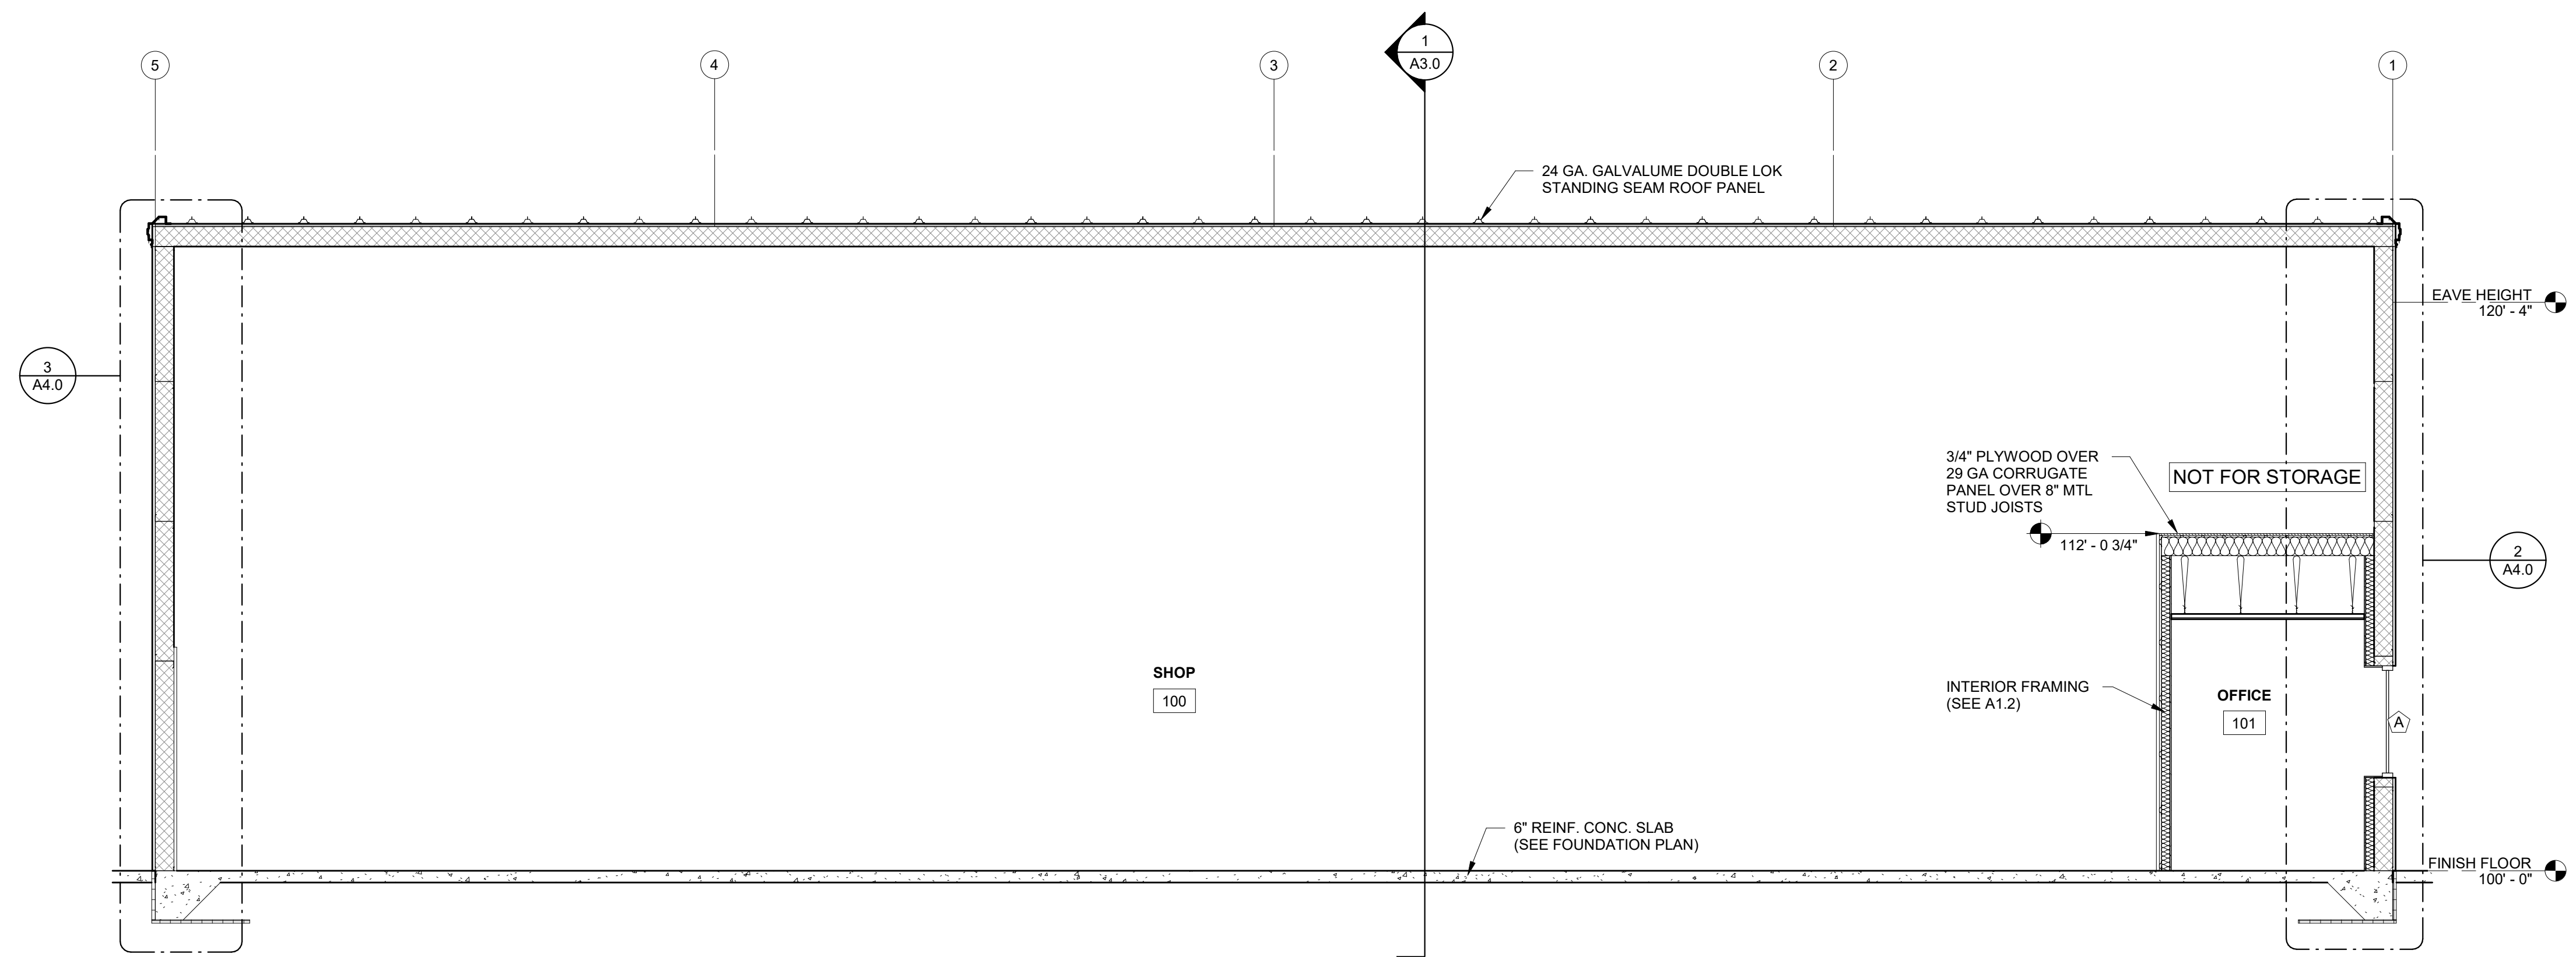 1
A3.0
5
4
3
2
1
24 GA. GALVALUME DOUBLE LOK
STANDING SEAM ROOF PANEL
EAVE HEIGHT
120' - 4"
3
A4.0
3/4" PLYWOOD OVER
29 GA CORRUGATE
PANEL OVER 8" MTL
STUD JOISTS
NOT FOR STORAGE
112' - 0 3/4"
2
A4.0
SHOP
100
INTERIOR FRAMING
(SEE A1.2)
OFFICE
101
A
6" REINF. CONC. SLAB
(SEE FOUNDATION PLAN)
FINISH FLOOR
100' - 0"